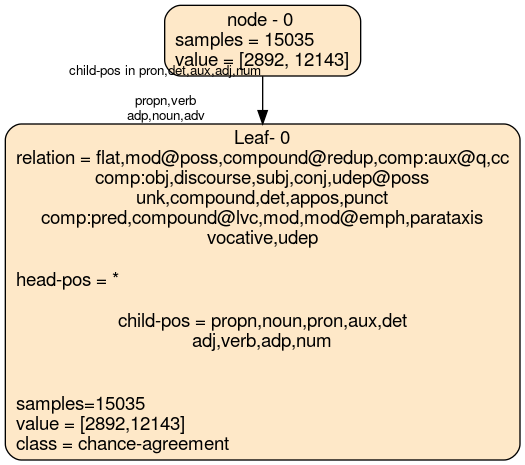 node - 0
samples = 15035
value = [2892, 12143]
child-pos in pron,det,aux,adj,num
propn,verb
adp,noun,adv
Leaf- 0
relation = flat,mod@poss,compound@redup,comp:aux@q,cc
comp:obj,discourse,subj,conj,udep@poss
unk,compound,det,appos,punct
comp:pred,compound@lvc,mod,mod@emph,parataxis
vocative,udep
head-pos = *
child-pos = propn,noun,pron,aux,det
adj,verb,adp,num
samples=15035
value = [2892,12143]
class = chance-agreement